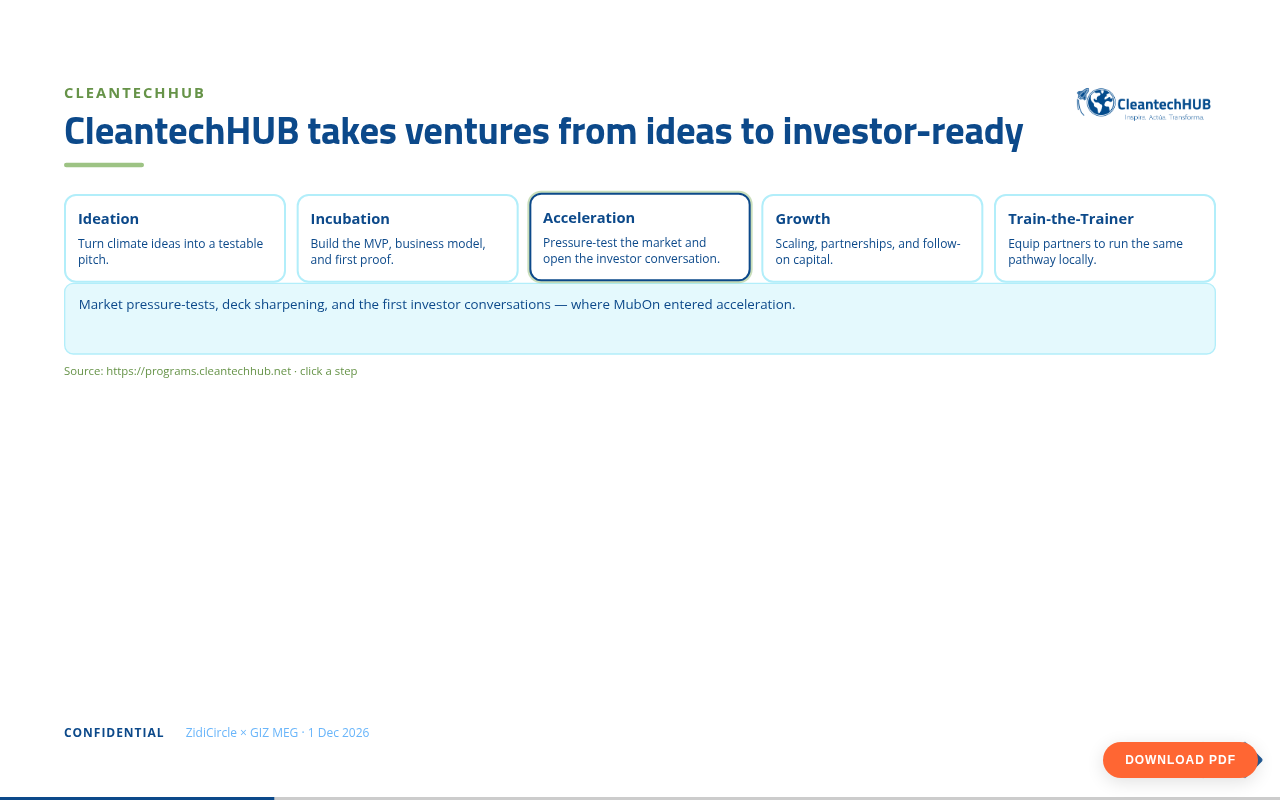 CLEANTECHHUB
CleantechHUB takes ventures from ideas to investor-ready
CleantechHUB
Inspira. Actúa. Transforma.
Ideation
Turn climate ideas into a testable
pitch.
Incubation
Build the MVP, business model,
and first proof.
Acceleration
Pressure-test the market and
open the investor conversation.
Growth
Scaling, partnerships, and follow-
on capital.
Train-the-Trainer
Equip partners to run the same
pathway locally.
Market pressure-tests, deck sharpening, and the first investor conversations — where MubOn entered acceleration.
Source: https://programs.cleantechhub.net · click a step
CONFIDENTIAL ZidiCircle × GIZ MEG · 1 Dec 2026
DOWNLOAD PDF